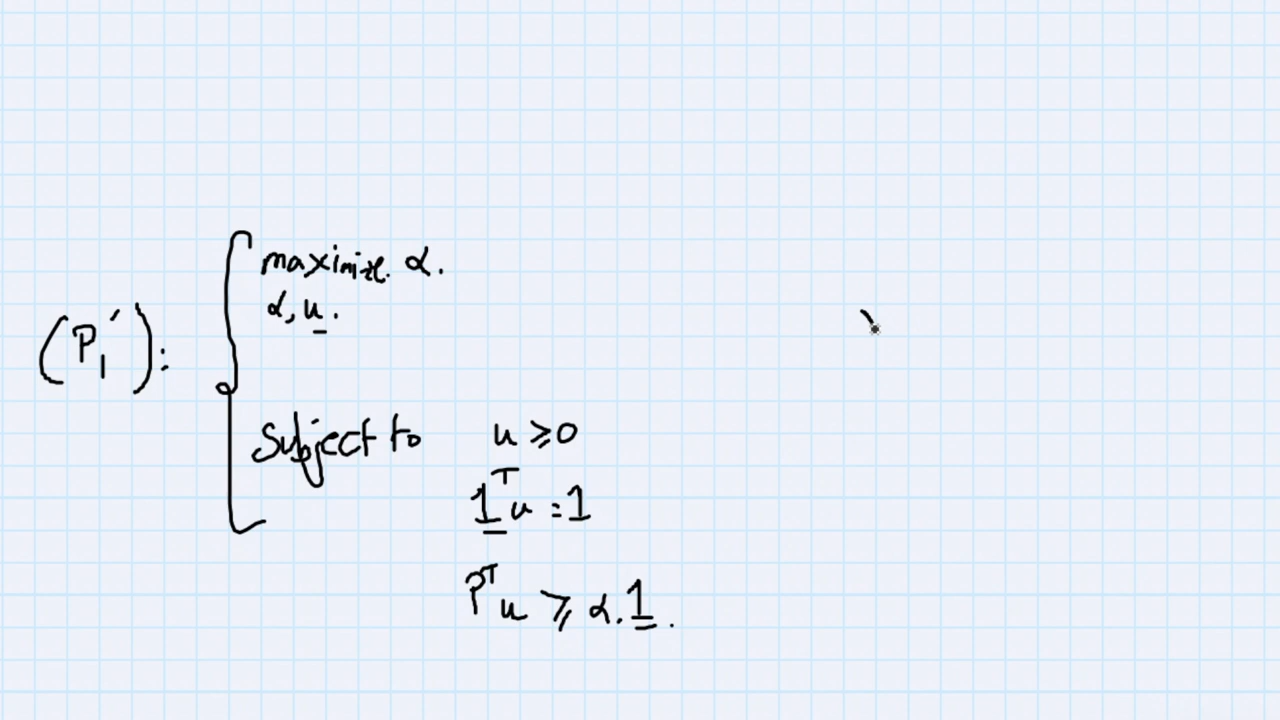 maximize α.
α, u.
(P₁′):
Subject to u ⩾ 0
1ᵀu = 1
Pᵀu ⩾ α.1.